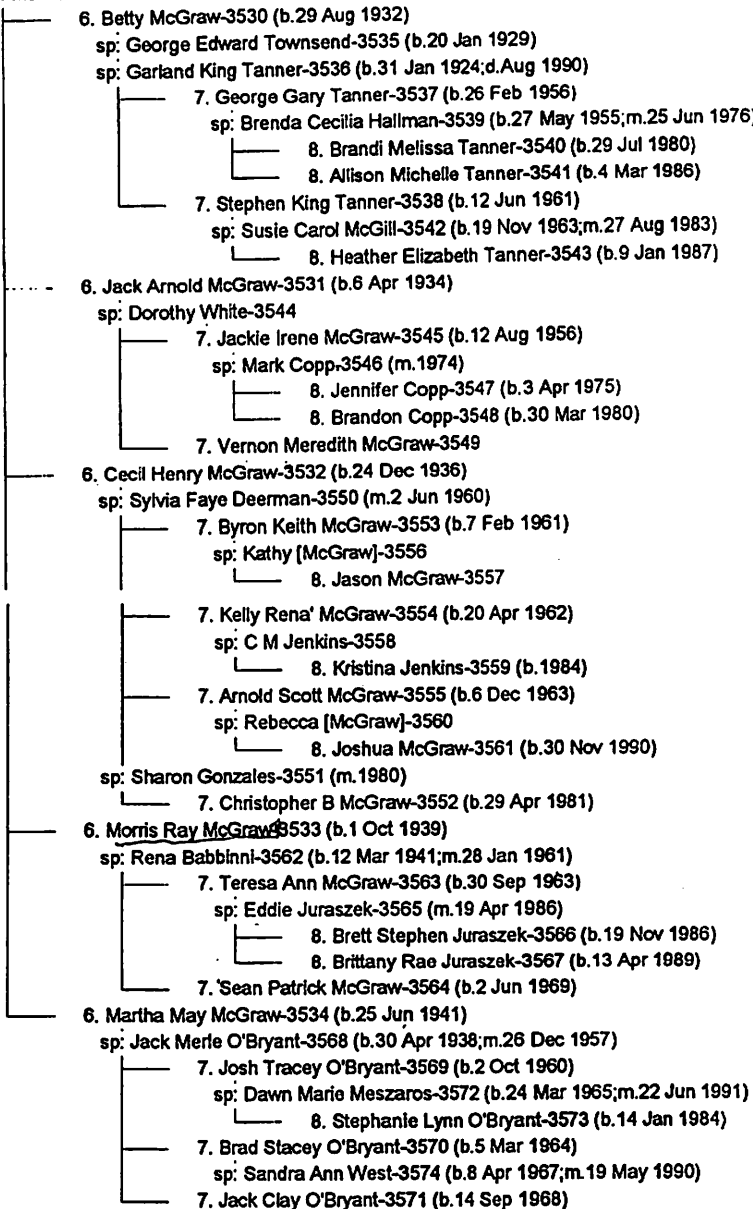 6. Betty McGraw-3530 (b.29 Aug 1932)
sp: George Edward Townsend-3535 (b.20 Jan 1929)
sp: Garland King Tanner-3536 (b.31 Jan 1924;d.Aug 1990)
7. George Gary Tanner-3537 (b.26 Feb 1956)
sp: Brenda Cecilia Hallman-3539 (b.27 May 1955;m.25 Jun 1976)
8. Brandi Melissa Tanner-3540 (b.29 Jul 1980)
8. Allison Michelle Tanner-3541 (b.4 Mar 1986)
7. Stephen King Tanner-3538 (b.12 Jun 1961)
sp: Susie Carol McGill-3542 (b.19 Nov 1963;m.27 Aug 1983)
8. Heather Elizabeth Tanner-3543 (b.9 Jan 1987)
6. Jack Arnold McGraw-3531 (b.6 Apr 1934)
sp: Dorothy White-3544
7. Jackie Irene McGraw-3545 (b.12 Aug 1956)
sp: Mark Copp-3546 (m.1974)
8. Jennifer Copp-3547 (b.3 Apr 1975)
8. Brandon Copp-3548 (b.30 Mar 1980)
7. Vernon Meredith McGraw-3549
6. Cecil Henry McGraw-3532 (b.24 Dec 1936)
sp: Sylvia Faye Deerman-3550 (m.2 Jun 1960)
7. Byron Keith McGraw-3553 (b.7 Feb 1961)
sp: Kathy [McGraw]-3556
8. Jason McGraw-3557
7. Kelly Rena' McGraw-3554 (b.20 Apr 1962)
sp: C M Jenkins-3558
8. Kristina Jenkins-3559 (b.1984)
7. Arnold Scott McGraw-3555 (b.6 Dec 1963)
sp: Rebecca [McGraw]-3560
8. Joshua McGraw-3561 (b.30 Nov 1990)
sp: Sharon Gonzales-3551 (m.1980)
7. Christopher B McGraw-3552 (b.29 Apr 1981)
6. Morris Ray McGraw-3533 (b.1 Oct 1939)
sp: Rena Babbinni-3562 (b.12 Mar 1941;m.28 Jan 1961)
7. Teresa Ann McGraw-3563 (b.30 Sep 1963)
sp: Eddie Juraszek-3565 (m.19 Apr 1986)
8. Brett Stephen Juraszek-3566 (b.19 Nov 1986)
8. Brittany Rae Juraszek-3567 (b.13 Apr 1989)
7. Sean Patrick McGraw-3564 (b.2 Jun 1969)
6. Martha May McGraw-3534 (b.25 Jun 1941)
sp: Jack Merle O'Bryant-3568 (b.30 Apr 1938;m.26 Dec 1957)
7. Josh Tracey O'Bryant-3569 (b.2 Oct 1960)
sp: Dawn Marie Meszaros-3572 (b.24 Mar 1965;m.22 Jun 1991)
8. Stephanie Lynn O'Bryant-3573 (b.14 Jan 1984)
7. Brad Stacey O'Bryant-3570 (b.5 Mar 1964)
sp: Sandra Ann West-3574 (b.8 Apr 1967;m.19 May 1990)
7. Jack Clay O'Bryant-3571 (b.14 Sep 1968)